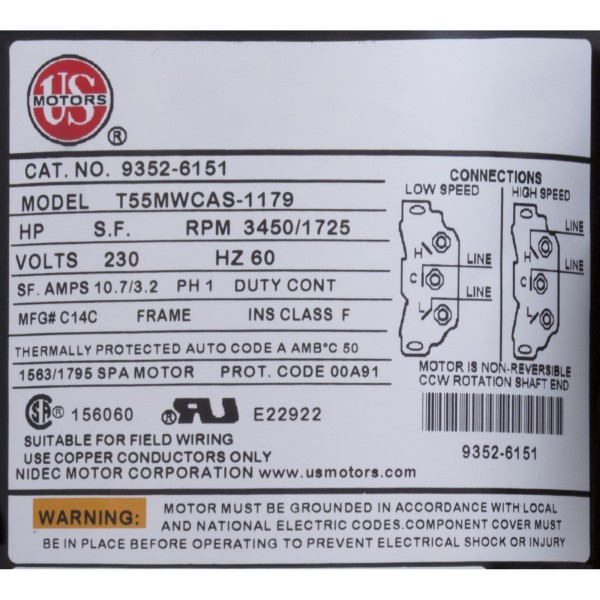 US
MOTORS
®
CAT. NO. 9352-6151
MODEL T55MWCAS-1179
HP S.F. RPM 3450/1725
VOLTS 230 HZ 60
SF. AMPS 10.7/3.2 PH 1 DUTY CONT
MFG# C14C FRAME INS CLASS F
THERMALLY PROTECTED AUTO CODE A AMB°C 50
1563/1795 SPA MOTOR PROT. CODE 00A91
SA ® 156060 RU ® E22922
SUITABLE FOR FIELD WIRING
USE COPPER CONDUCTORS ONLY
NIDEC MOTOR CORPORATION www.usmotors.com
CONNECTIONS
LOW SPEED HIGH SPEED
H LINE H LINE
C LINE C LINE
L L
MOTOR IS NON-REVERSIBLE
CCW ROTATION SHAFT END
9352-6151
WARNING: MOTOR MUST BE GROUNDED IN ACCORDANCE WITH LOCAL
AND NATIONAL ELECTRIC CODES.COMPONENT COVER MUST
BE IN PLACE BEFORE OPERATING TO PREVENT ELECTRICAL SHOCK OR INJURY